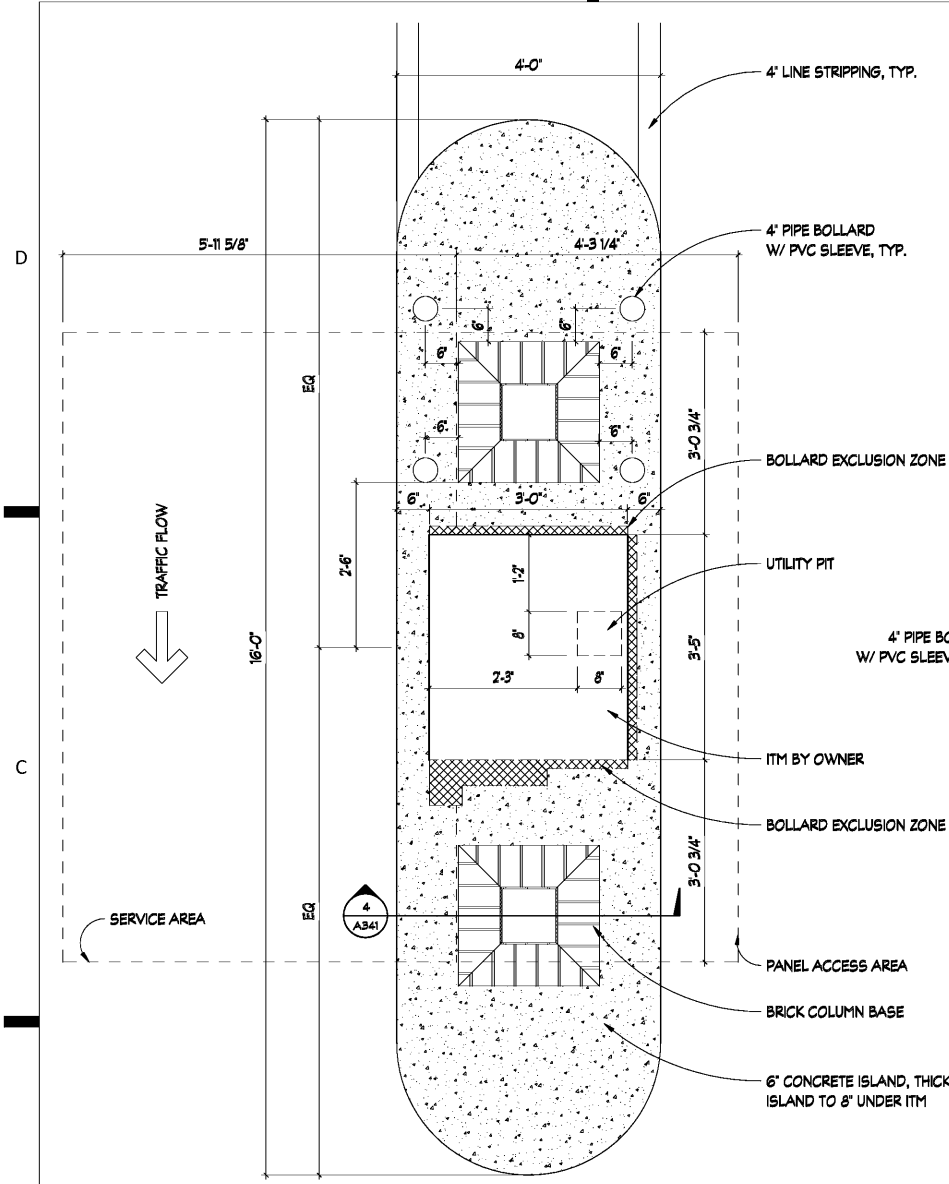 4'-0"
4" LINE STRIPPING, TYP.
4" PIPE BOLLARD
W/ PVC SLEEVE, TYP.
5'-11 5/8"
4'-3 1/4"
D
6"
6"
6"
6"
EQ
3'-0 3/4"
6"
6"
BOLLARD EXCLUSION ZONE
6"
3'-0"
6"
TRAFFIC FLOW
2'-6"
1'-2"
UTILITY PIT
8"
3'-5"
16'-0"
4" PIPE BO
W/ PVC SLEEV
2'-3"
8"
ITM BY OWNER
C
BOLLARD EXCLUSION ZONE
3'-0 3/4"
EQ
4
A341
SERVICE AREA
PANEL ACCESS AREA
BRICK COLUMN BASE
6" CONCRETE ISLAND, THICK
ISLAND TO 8" UNDER ITM